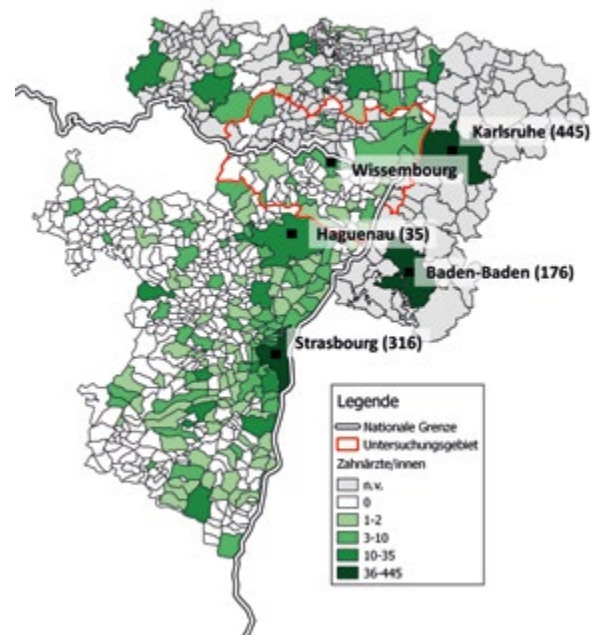 Karlsruhe (445)
Wissembourg
Haguenau (35)
Baden-Baden (176)
Strasbourg (316)
Legende
Nationale Grenze
Untersuchungsgebiet
Zahnärzte/innen
n.v.
0
1-2
3-10
10-35
36-445